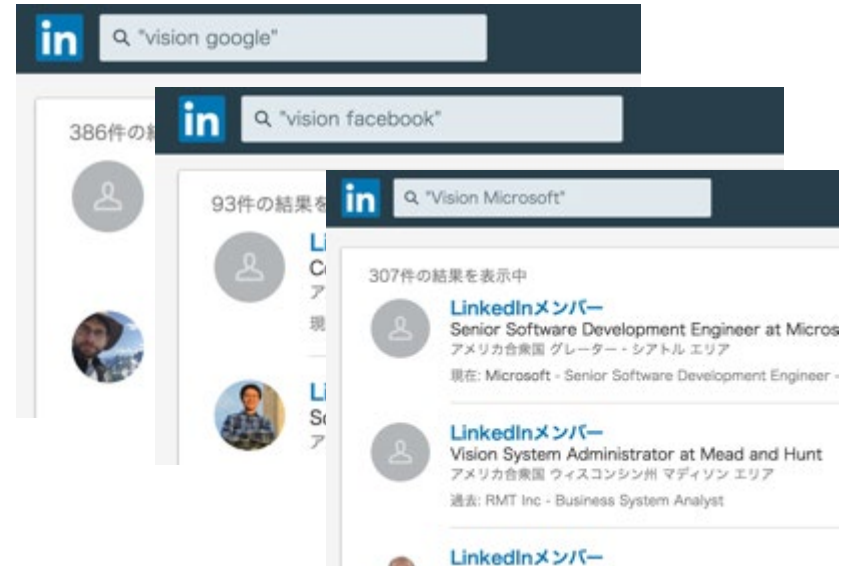 in
"vision google"
386件の
in
"vision facebook"
93件の結果を
in
"Vision Microsoft"
307件の結果を表示中
LinkedInメンバー
Senior Software Development Engineer at Micros
アメリカ合衆国 グレーター・シアトル エリア
現在: Microsoft - Senior Software Development Engineer -
LinkedInメンバー
Vision System Administrator at Mead and Hunt
アメリカ合衆国 ウィスコンシン州 マディソン エリア
過去: RMT Inc - Business System Analyst
LinkedInメンバー